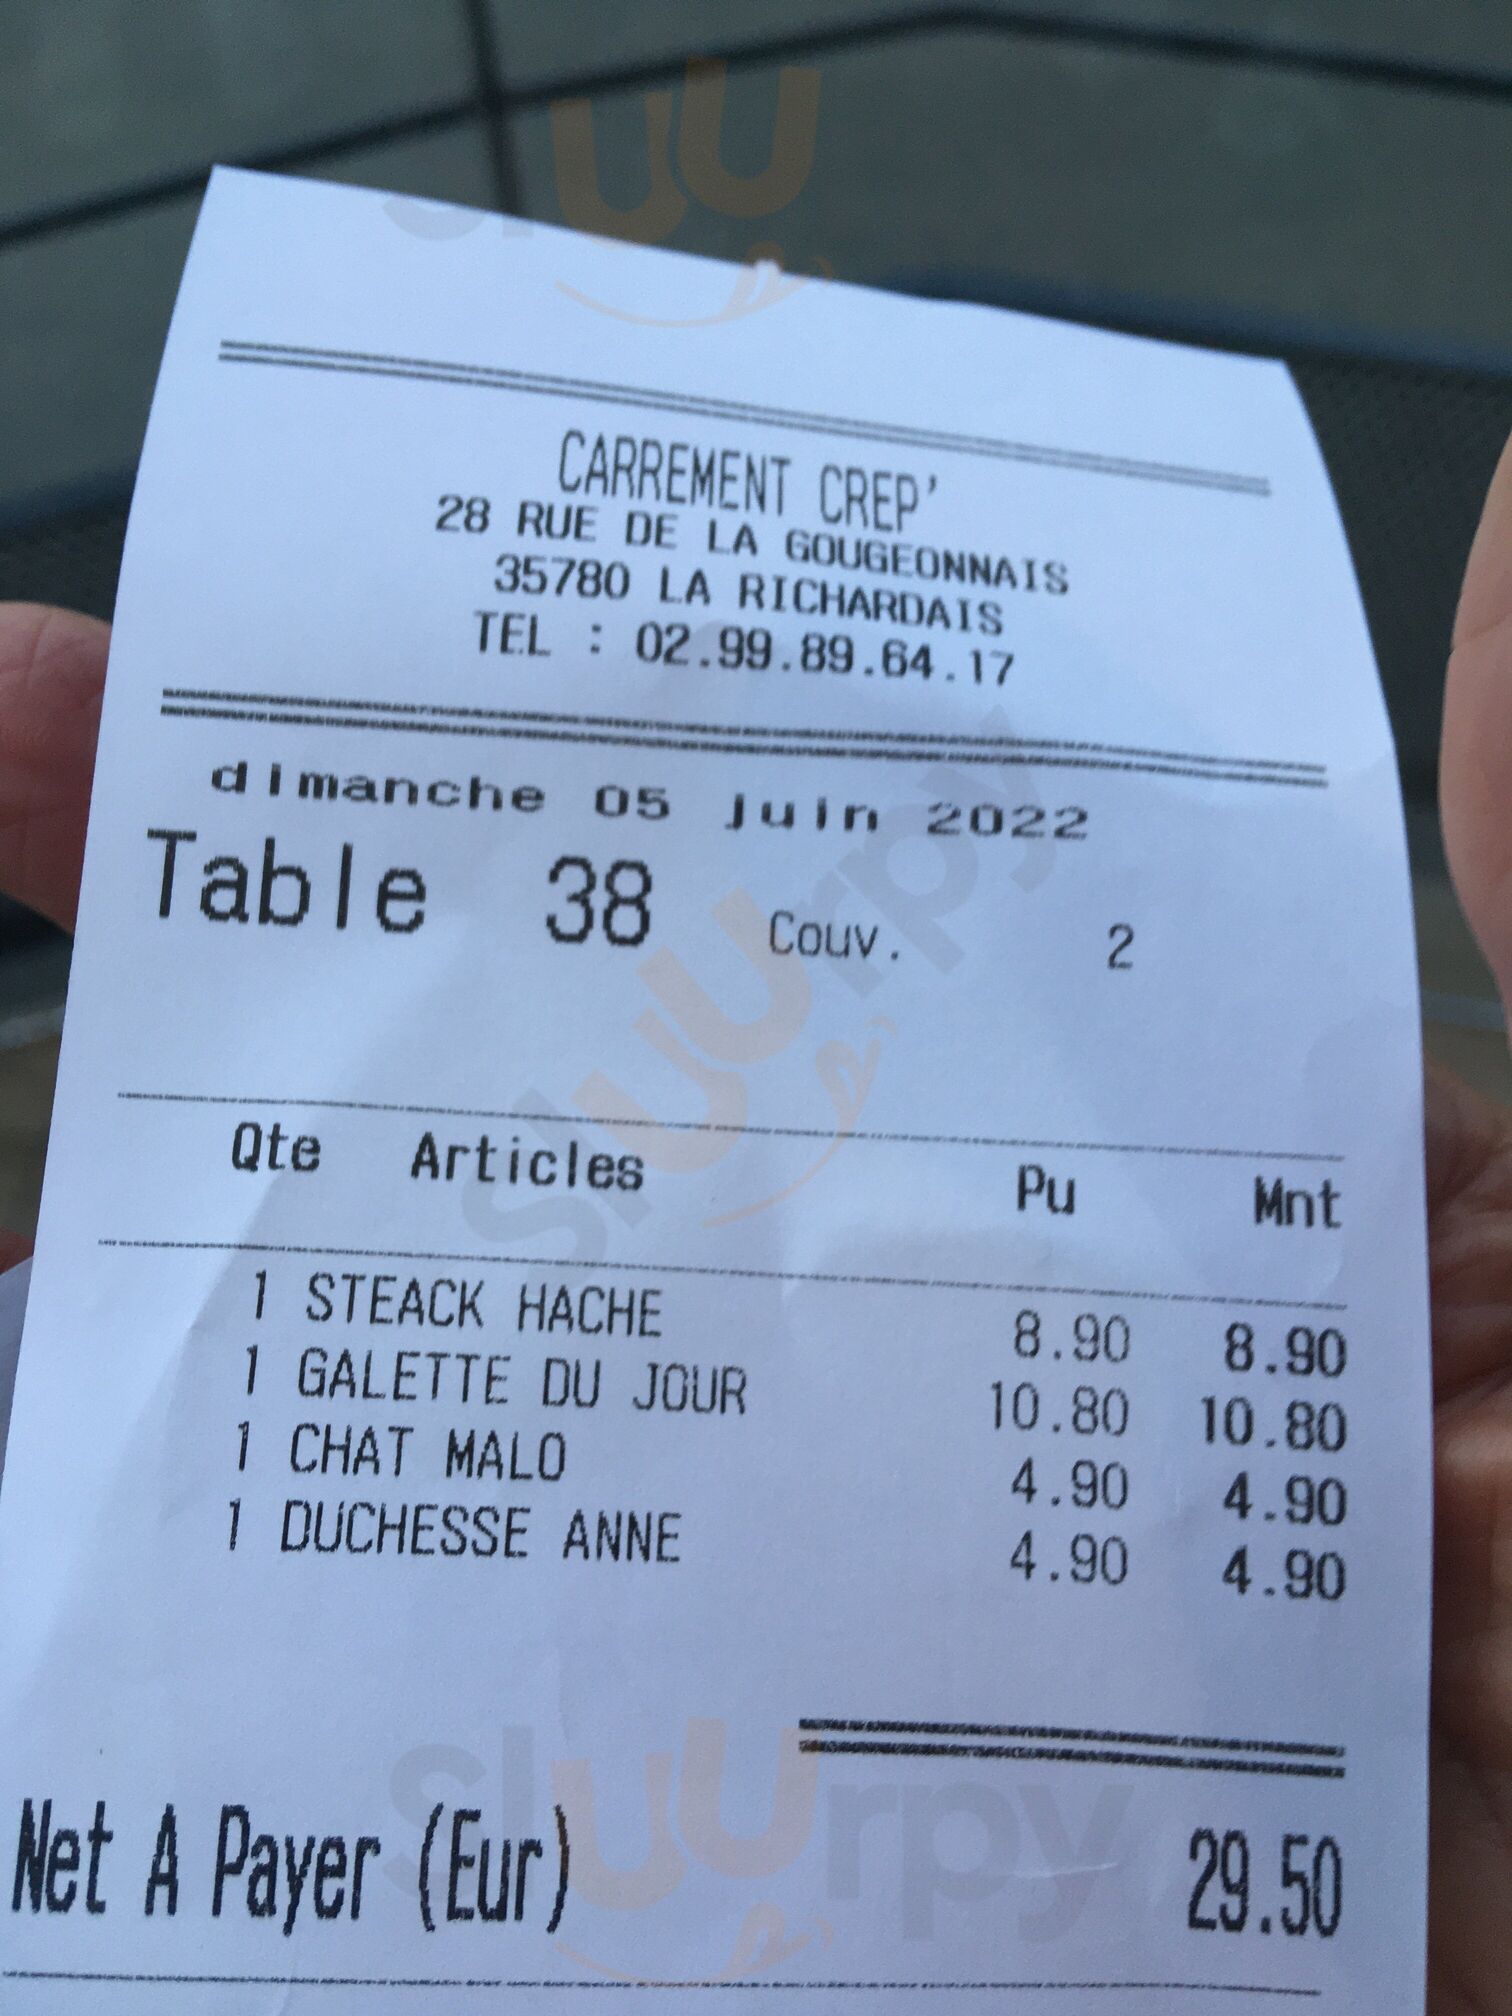 sluurpy
CARREMENT CREP'
28 RUE DE LA GOUGEONNAIS
35780 LA RICHARDAIS
TEL : 02.99.89.64.17
dimanche 05 juin 2022
Table 38 Couv. 2
sluurpy
Qte Articles Pu Mnt
1 STEACK HACHE 8.90 8.90
1 GALETTE DU JOUR 10.80 10.80
1 CHAT MALO 4.90 4.90
1 DUCHESSE ANNE 4.90 4.90
sluurpy
Net A Payer (Eur) 29.50